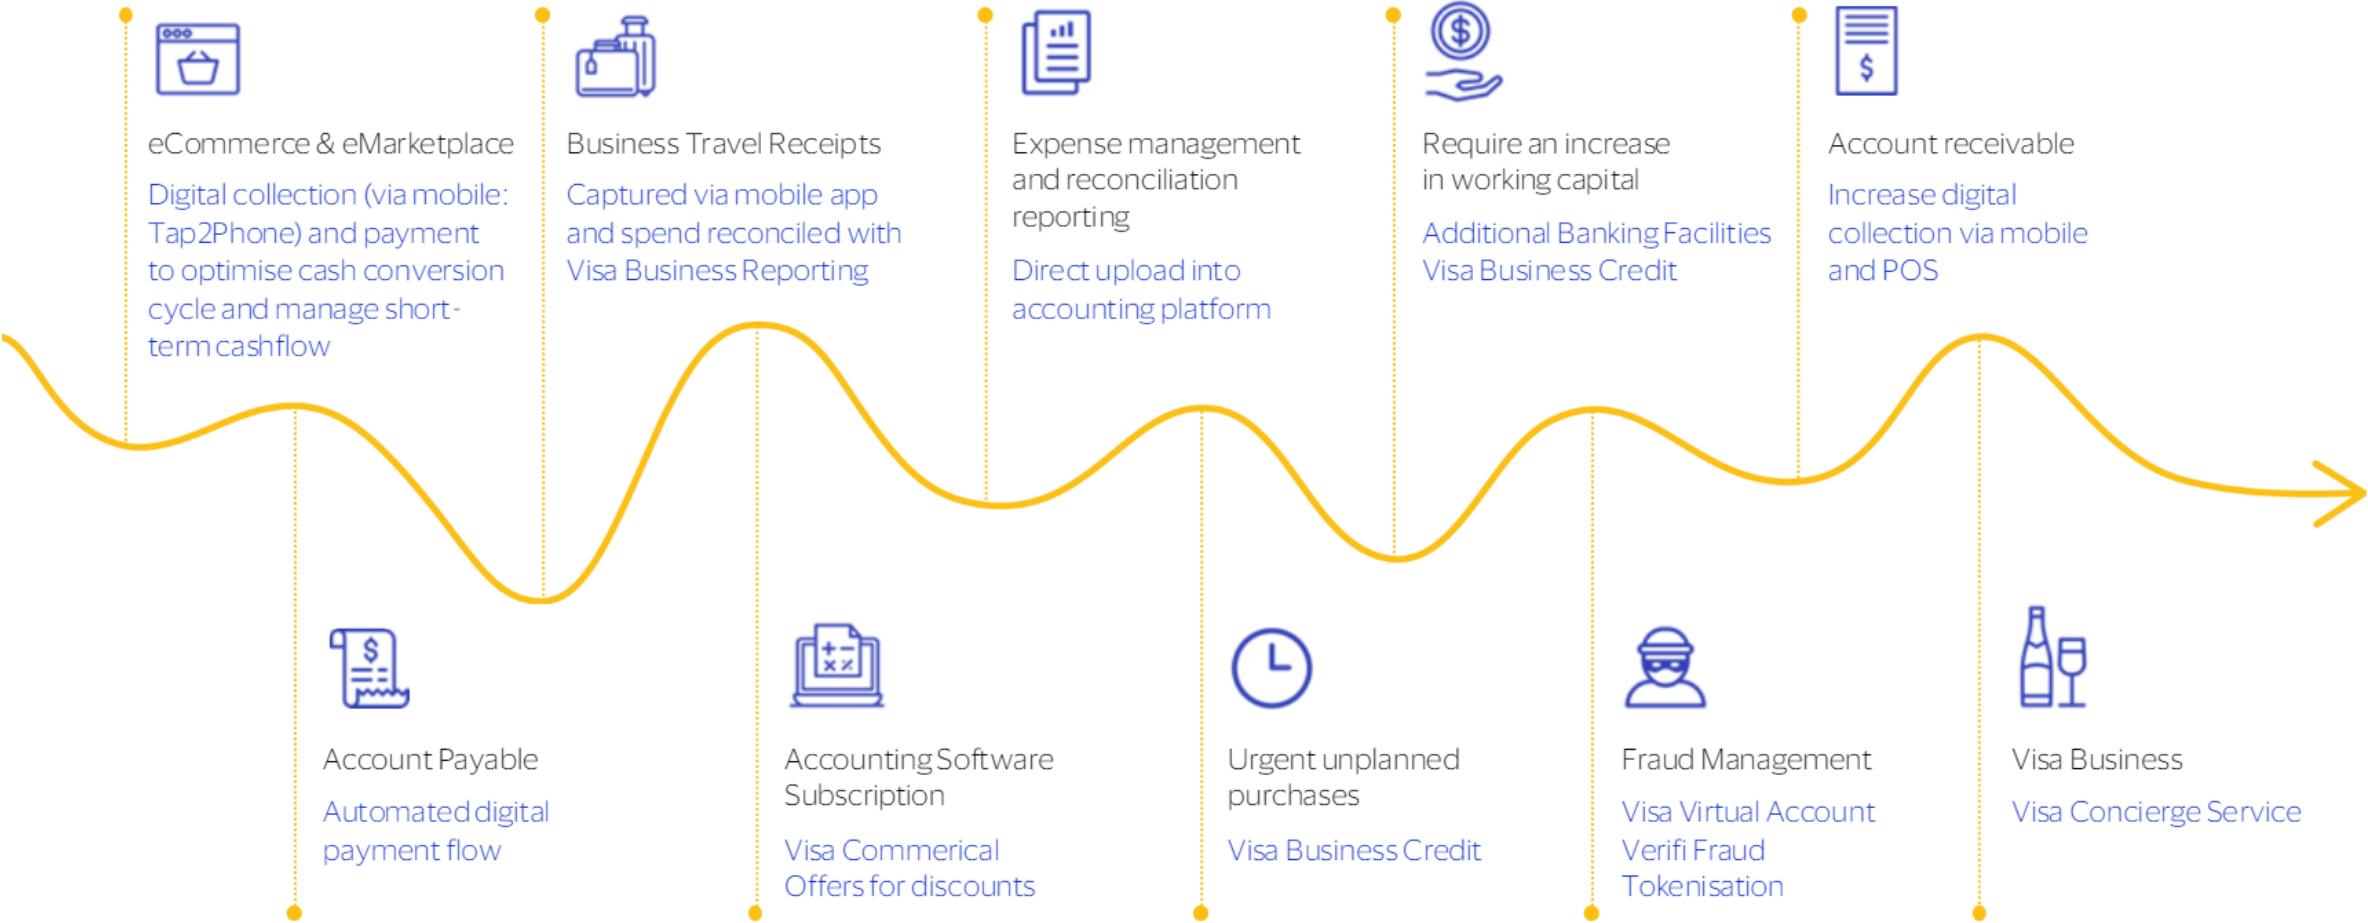 eCommerce & eMarketplace
Digital collection (via mobile:
Tap2Phone) and payment
to optimise cash conversion
cycle and manage short-
term cashflow
Business Travel Receipts
Captured via mobile app
and spend reconciled with
Visa Business Reporting
Expense management
and reconciliation
reporting
Direct upload into
accounting platform
Require an increase
in working capital
Additional Banking Facilities
Visa Business Credit
Account receivable
Increase digital
collection via mobile
and POS
Account Payable
Automated digital
payment flow
Accounting Software
Subscription
Visa Commerical
Offers for discounts
Urgent unplanned
purchases
Visa Business Credit
Fraud Management
Visa Virtual Account
Verifi Fraud
Tokenisation
Visa Business
Visa Concierge Service